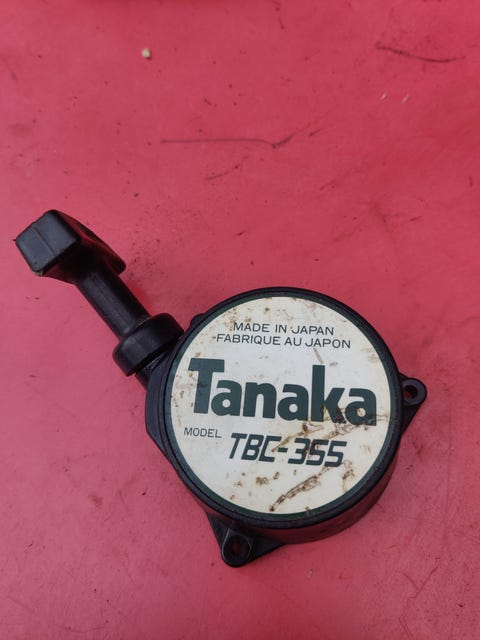 MADE IN JAPAN
FABRIQUE AU JAPON
Tanaka
MODEL TBC-355